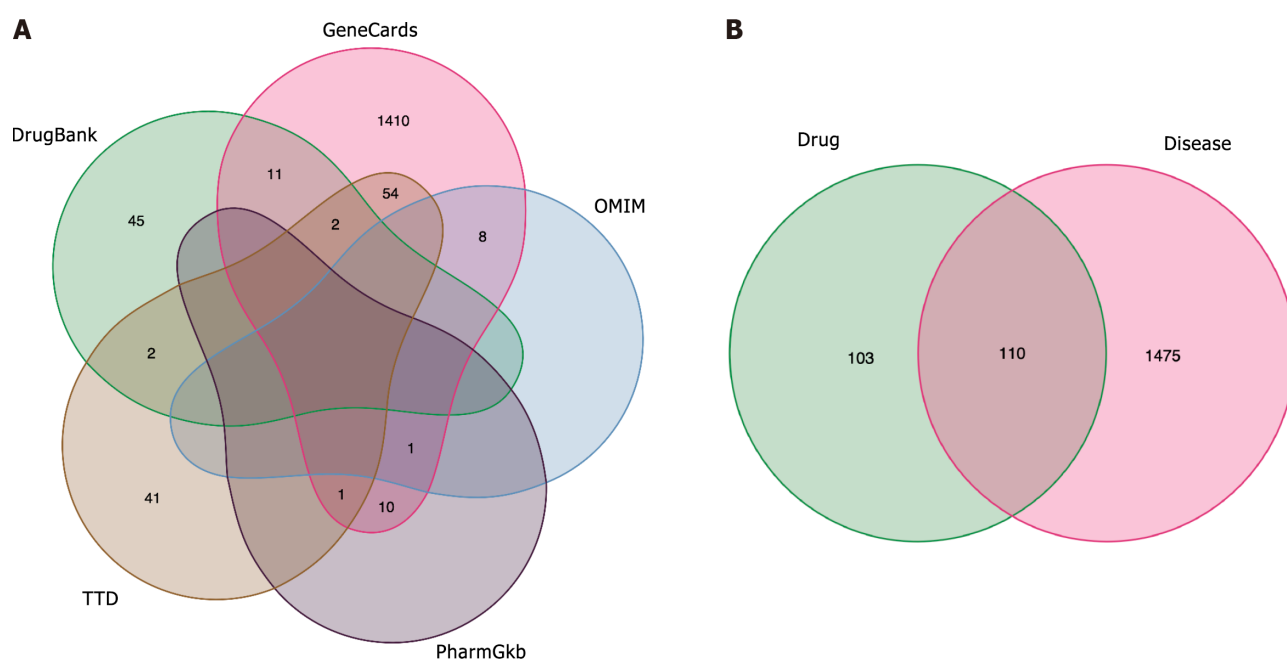 A
GeneCards
DrugBank
1410
11
54
45
2
OMIM
8
2
1
41
1
10
TTD
PharmGkb
B
Drug
Disease
103
110
1475